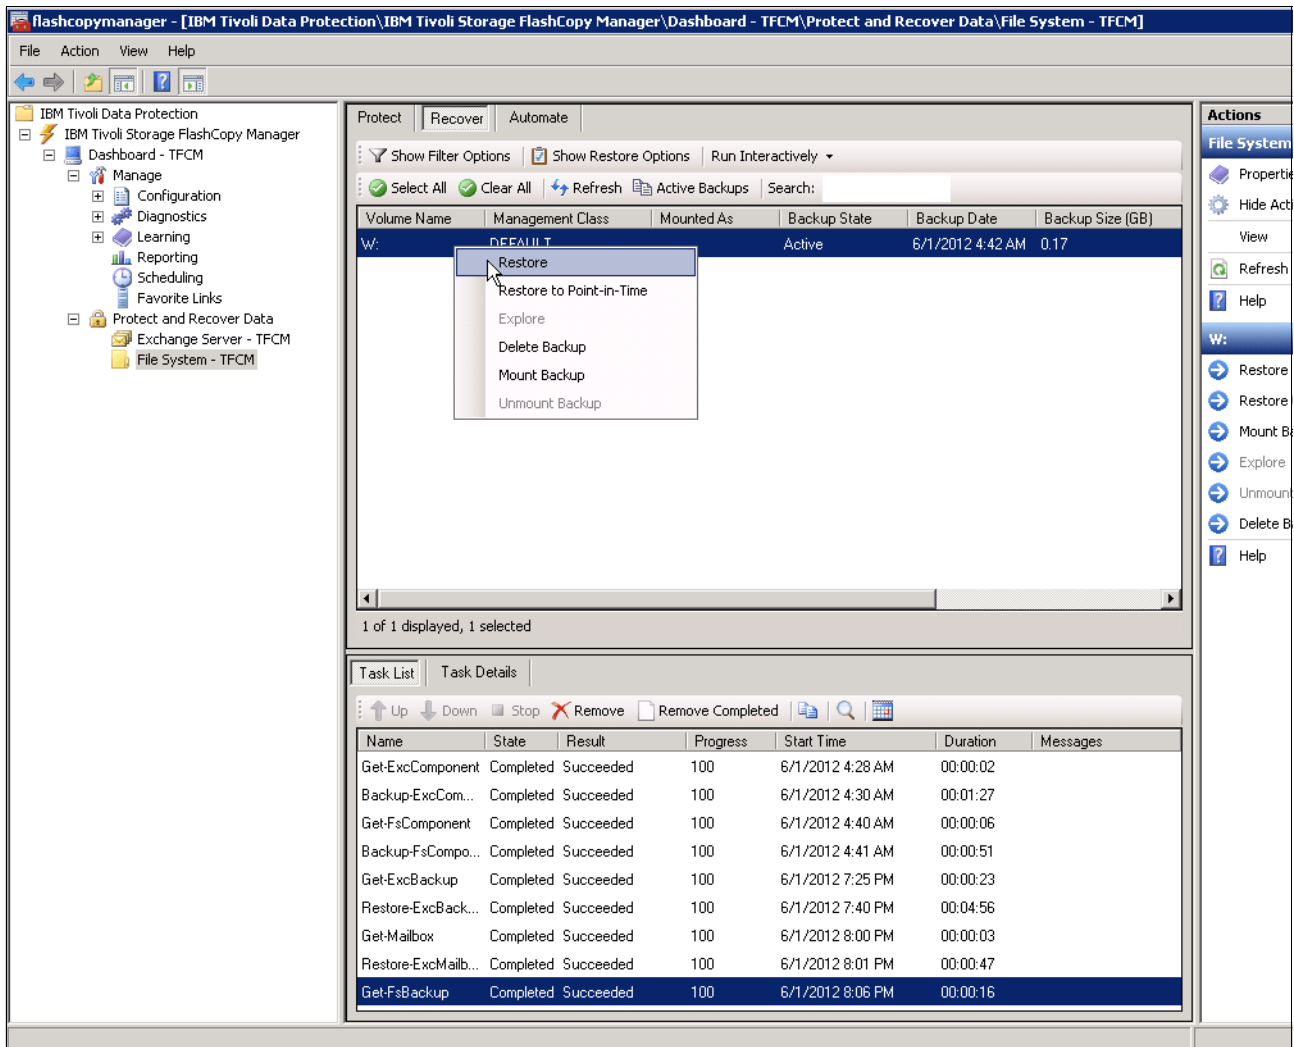 flashcopymanager - [IBM Tivoli Data Protection\IBM Tivoli Storage FlashCopy Manager\Dashboard - TFCM\Protect and Recover Data\File System - TFCM]
File Action View Help
IBM Tivoli Data Protection
IBM Tivoli Storage FlashCopy Manager
Dashboard - TFCM
Manage
Configuration
Diagnostics
Learning
Reporting
Scheduling
Favorite Links
Protect and Recover Data
Exchange Server - TFCM
File System - TFCM
Protect Recover Automate
Show Filter Options Show Restore Options Run Interactively
Select All Clear All Refresh Active Backups Search:
Volume Name Management Class Mounted As Backup State Backup Date Backup Size (GB)
W: DEFAULT Active 6/1/2012 4:42 AM 0.17
Restore
Restore to Point-in-Time
Explore
Delete Backup
Mount Backup
Unmount Backup
1 of 1 displayed, 1 selected
Task List Task Details
Up Down Stop Remove Remove Completed
Name State Result Progress Start Time Duration Messages
Get-ExcComponent Completed Succeeded 100 6/1/2012 4:28 AM 00:00:02
Backup-ExcCom... Completed Succeeded 100 6/1/2012 4:30 AM 00:01:27
Get-FsComponent Completed Succeeded 100 6/1/2012 4:40 AM 00:00:06
Backup-FsCompo... Completed Succeeded 100 6/1/2012 4:41 AM 00:00:51
Get-ExcBackup Completed Succeeded 100 6/1/2012 7:25 PM 00:00:23
Restore-ExcBack... Completed Succeeded 100 6/1/2012 7:40 PM 00:04:56
Get-Mailbox Completed Succeeded 100 6/1/2012 8:00 PM 00:00:03
Restore-ExcMailb... Completed Succeeded 100 6/1/2012 8:01 PM 00:00:47
Get-FsBackup Completed Succeeded 100 6/1/2012 8:06 PM 00:00:16
Actions
File System
Propertie
Hide Acti
View
Refresh
Help
W:
Restore
Restore
Mount Ba
Explore
Unmount
Delete B
Help